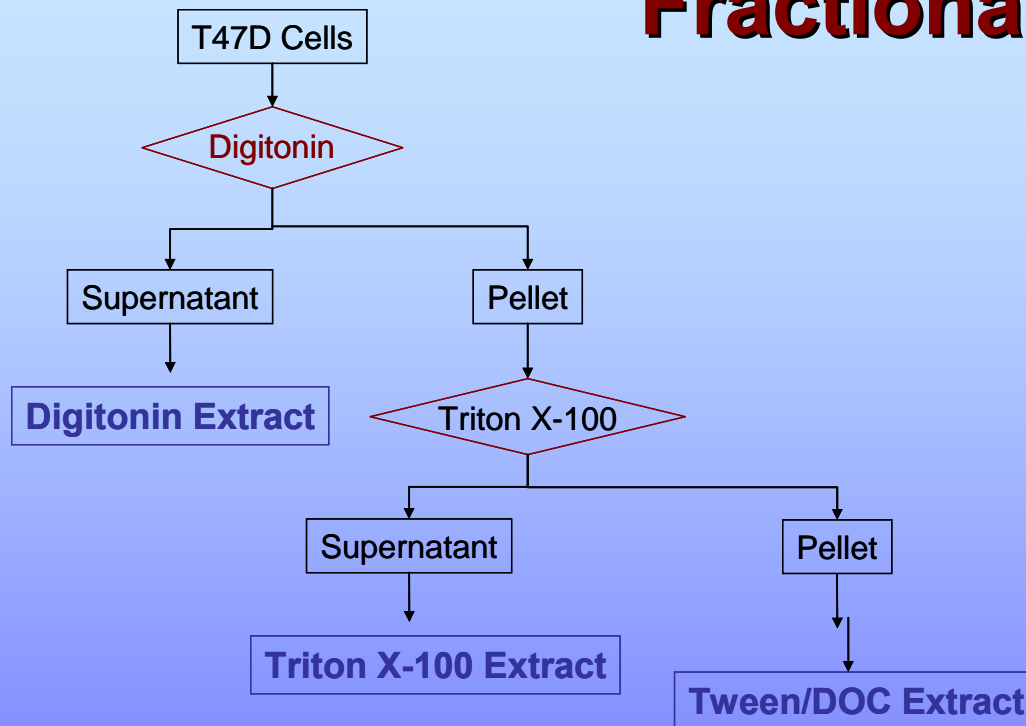 Fractiona
T47D Cells
Digitonin
Supernatant
Pellet
Digitonin Extract
Triton X-100
Supernatant
Pellet
Triton X-100 Extract
Tween/DOC Extract